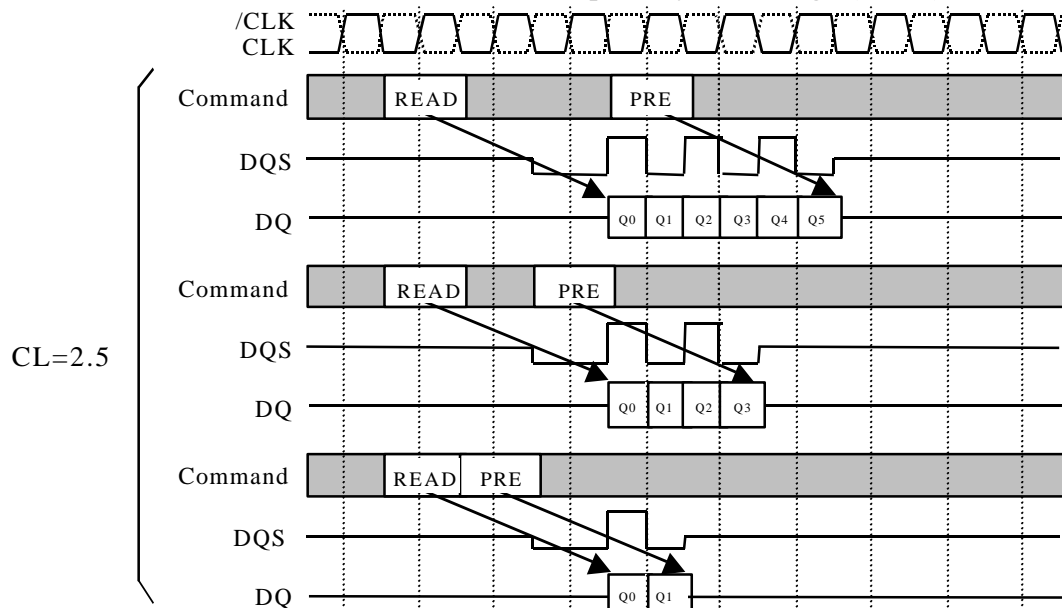 /CLK
CLK
Command READ PRE
DQS
DQ Q0 Q1 Q2 Q3 Q4 Q5
Command READ PRE
CL=2.5
DQS
DQ Q0 Q1 Q2 Q3
Command READ PRE
DQS
DQ Q0 Q1